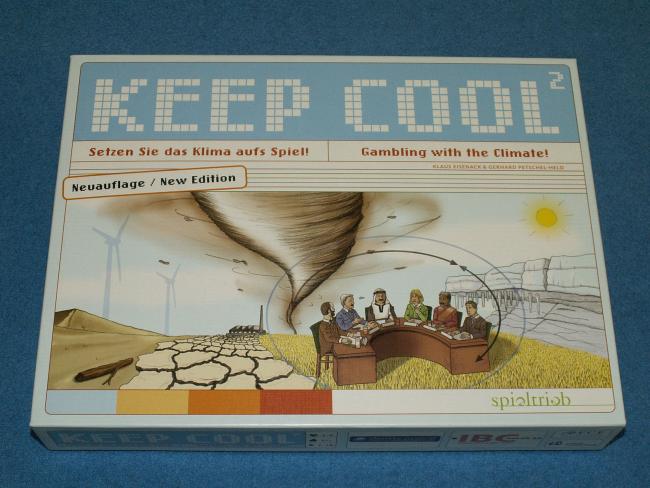 KEEP COOL²
Setzen Sie das Klima aufs Spiel!
Gambling with the Climate!
KLAUS EISENACK & GERHARD PETSCHEL-HELD
Neuauflage / New Edition
spieltrieb
KEEP COOL
IBC